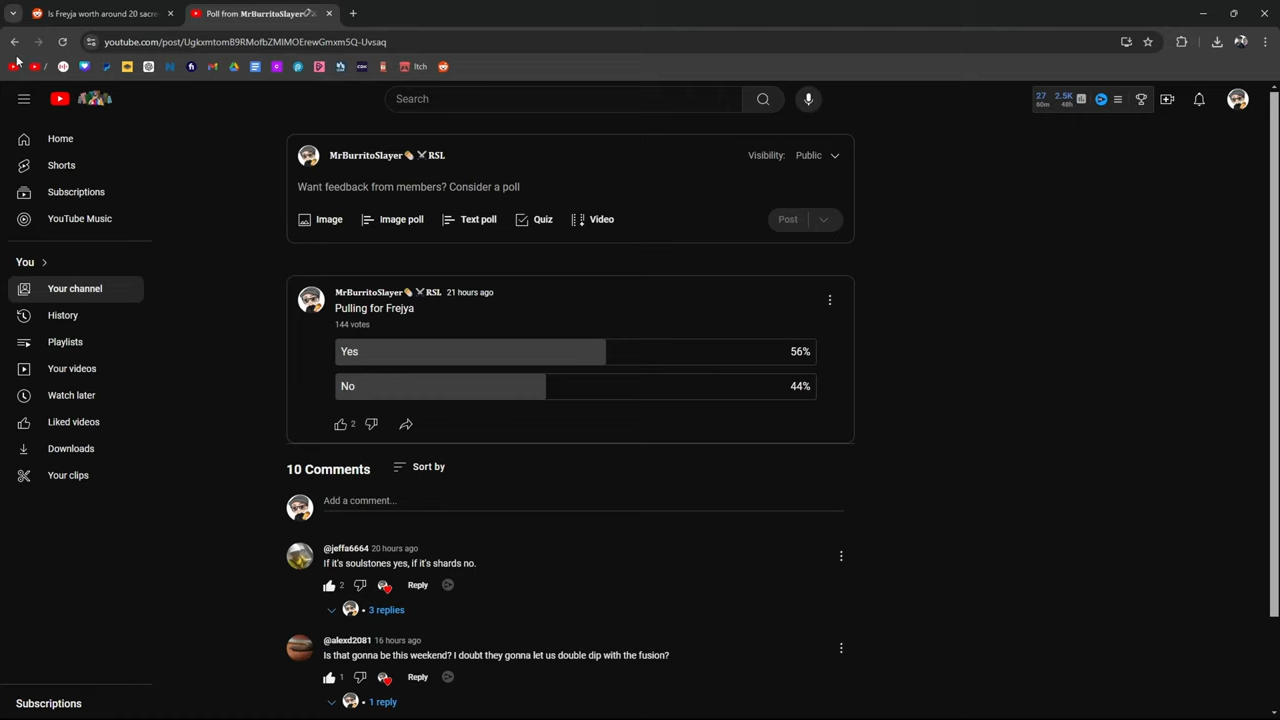 Is Freyja worth around 20 sacre
Poll from MrBurritoSlayer
youtube.com/post/UgkxmtomB9RMofbZMIMOErewGmxm5Q-Uvsaq
/
Itch
Search
27
60m
2.5K
48h
Home
Shorts
Subscriptions
YouTube Music
You
Your channel
History
Playlists
Your videos
Watch later
Liked videos
Downloads
Your clips
Subscriptions
MrBurritoSlayer🌯⚔️RSL
Visibility: Public
Want feedback from members? Consider a poll
Image
Image poll
Text poll
Quiz
Video
Post
MrBurritoSlayer🌯⚔️RSL 21 hours ago
Pulling for Frejya
144 votes
Yes 56%
No 44%
2
10 Comments
Sort by
Add a comment...
@jeffa6664 20 hours ago
If it's soulstones yes, if it's shards no.
2
Reply
• 3 replies
@alexd2081 16 hours ago
Is that gonna be this weekend? I doubt they gonna let us double dip with the fusion?
1
Reply
• 1 reply